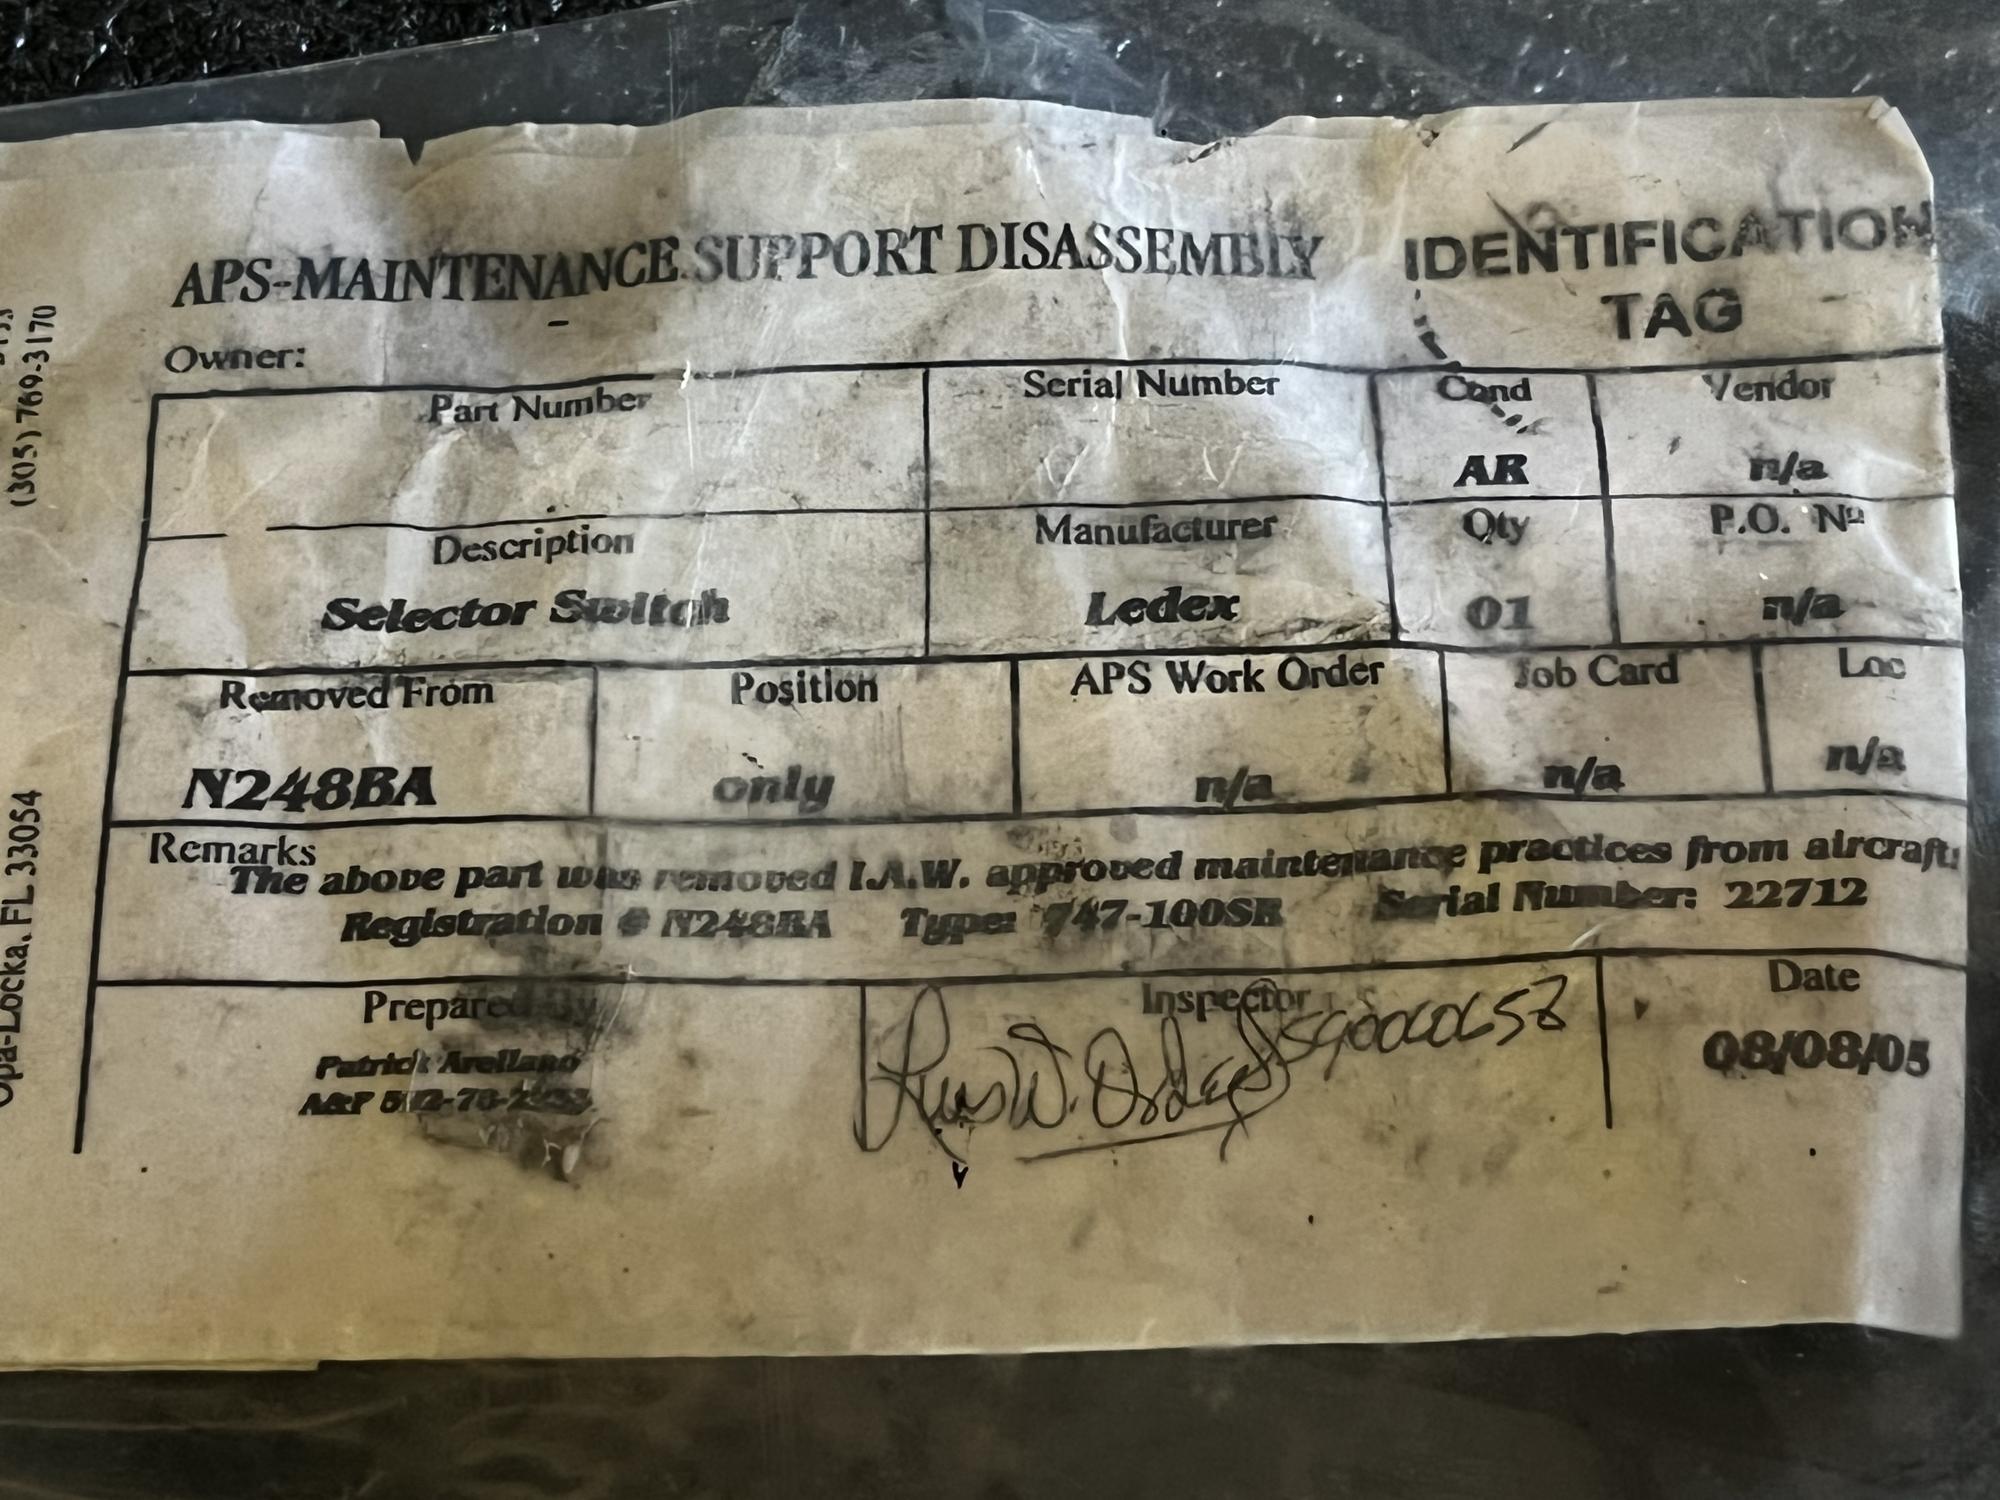 APS-MAINTENANCE SUPPORT DISASSEMBLY
IDENTIFICATION
TAG
Owner:
Part Number Serial Number Cond Vendor
AR n/a
Description Manufacturer Qty P.O. Nº
Selector Switch Ledex 01 n/a
Removed From Position APS Work Order Job Card Loc
N248BA only n/a n/a n/a
Remarks
The above part was removed I.A.W. approved maintenance practices from aircraft:
Registration # N248BA Type: 747-100SR Serial Number: 22712
Prepared By Inspector Date
Patrick Arellano 08/08/05
A&P
Luis W.
(305) 769-3170
Opa-Locka, FL 33054